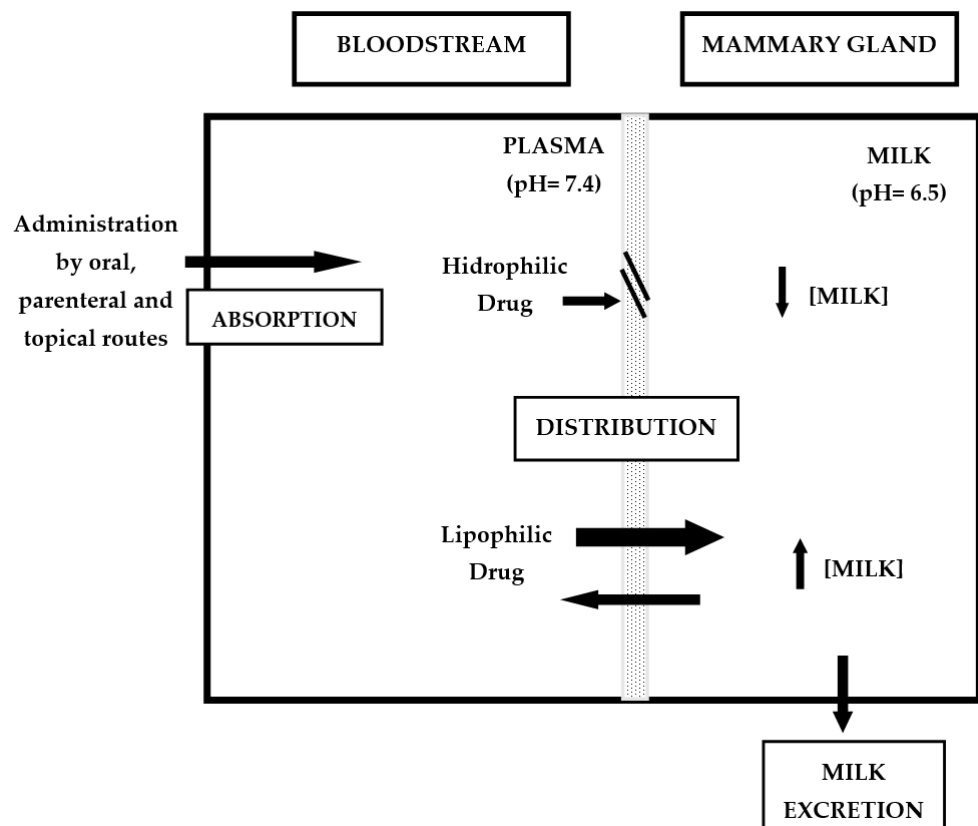 BLOODSTREAM
MAMMARY GLAND
PLASMA
(pH= 7.4)
MILK
(pH= 6.5)
Administration
by oral,
parenteral and
topical routes
ABSORPTION
Hidrophilic
Drug
[MILK]
DISTRIBUTION
Lipophilic
Drug
[MILK]
MILK
EXCRETION